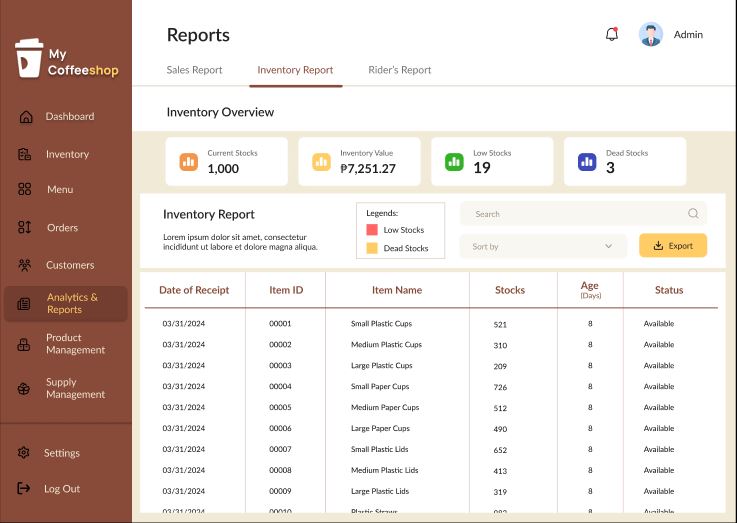 My
Coffeeshop
Dashboard
Inventory
Menu
Orders
Customers
Analytics &
Reports
Product
Management
Supply
Management
Settings
Log Out
Reports
Admin
Sales Report Inventory Report Rider's Report
Inventory Overview
Current Stocks
1,000
Inventory Value
₱7,251.27
Low Stocks
19
Dead Stocks
3
Inventory Report
Lorem ipsum dolor sit amet, consectetur
incididunt ut labore et dolore magna aliqua.
Legends:
Low Stocks
Dead Stocks
Search
Sort by
Export
Date of Receipt Item ID Item Name Stocks Age (Days) Status
03/31/2024 00001 Small Plastic Cups 521 8 Available
03/31/2024 00002 Medium Plastic Cups 310 8 Available
03/31/2024 00003 Large Plastic Cups 209 8 Available
03/31/2024 00004 Small Paper Cups 726 8 Available
03/31/2024 00005 Medium Paper Cups 512 8 Available
03/31/2024 00006 Large Paper Cups 490 8 Available
03/31/2024 00007 Small Plastic Lids 652 8 Available
03/31/2024 00008 Medium Plastic Lids 413 8 Available
03/31/2024 00009 Large Plastic Lids 319 8 Available
03/31/2024 00010 Plastic Straws 8 Available